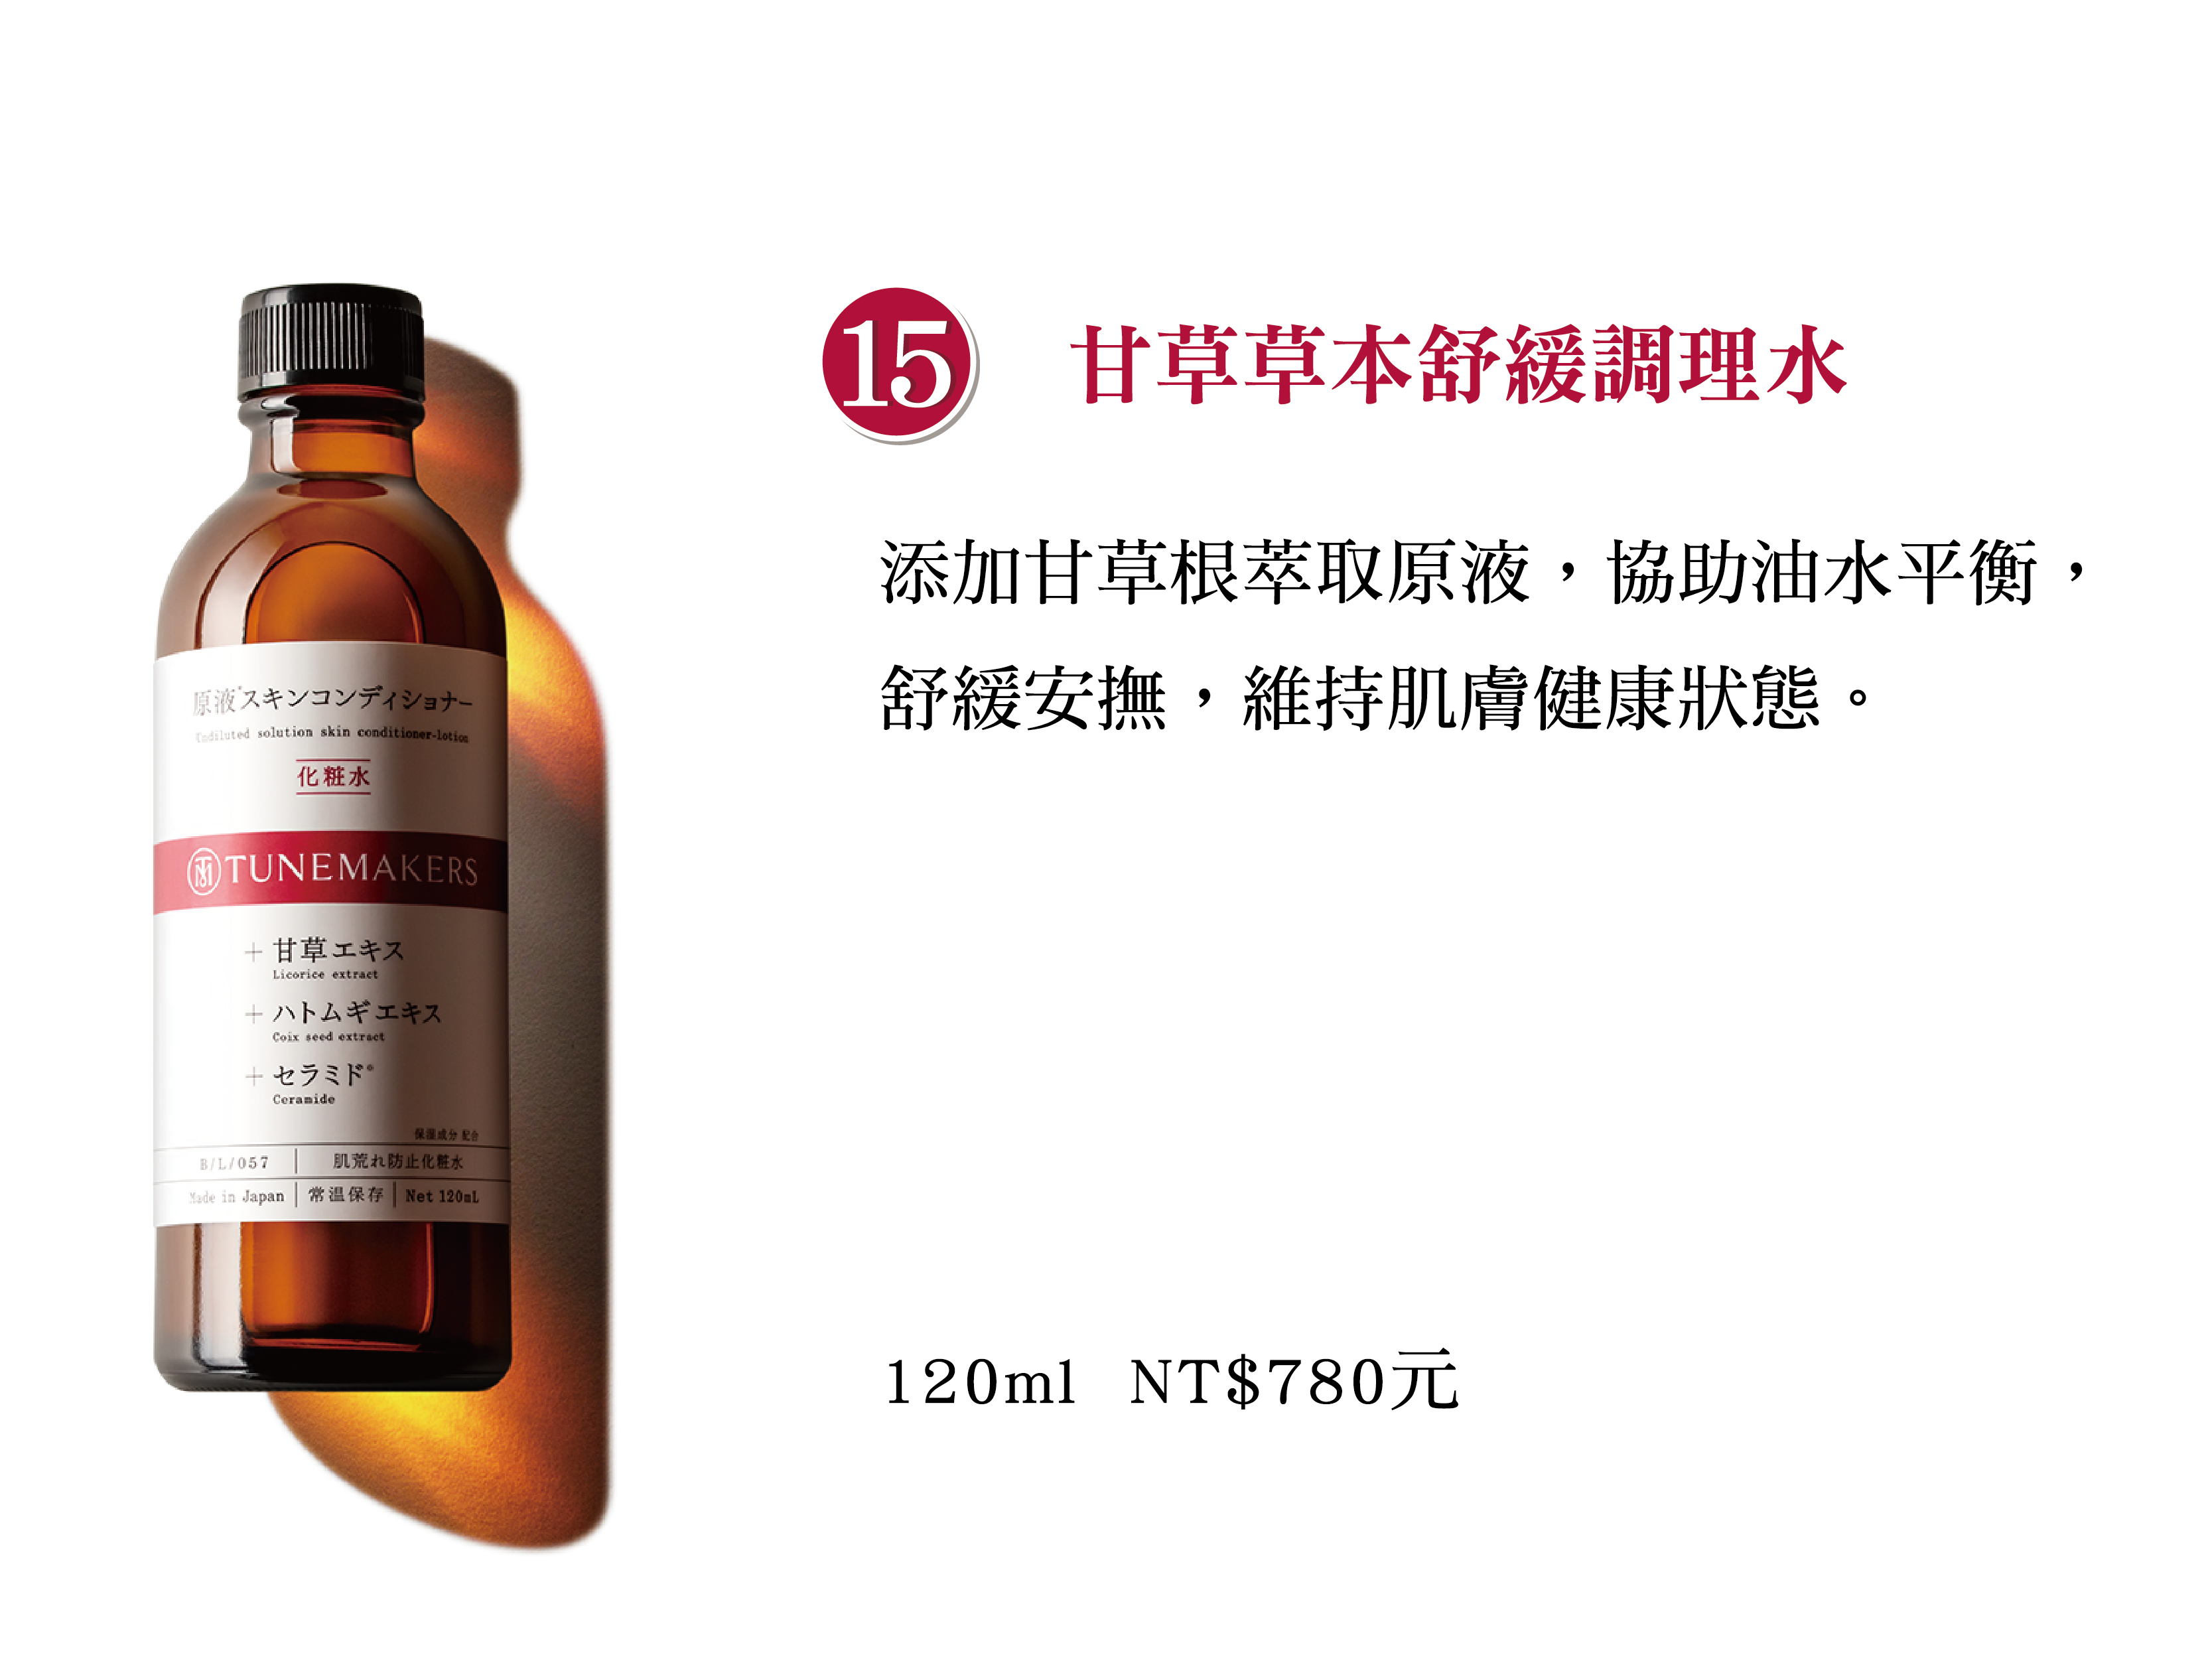 15
甘草草本舒緩調理水
添加甘草根萃取原液，協助油水平衡，
舒緩安撫，維持肌膚健康狀態。
120ml NT$780元
原液*スキンコンディショナー
Undiluted solution skin conditioner-lotion
化粧水
TM TUNEMAKERS
+ 甘草エキス
Licorice extract
+ ハトムギエキス
Coix seed extract
+ セラミド※
Ceramide
保湿成分 配合
B/L/057 肌荒れ防止化粧水
Made in Japan 常温保存 Net 120mL